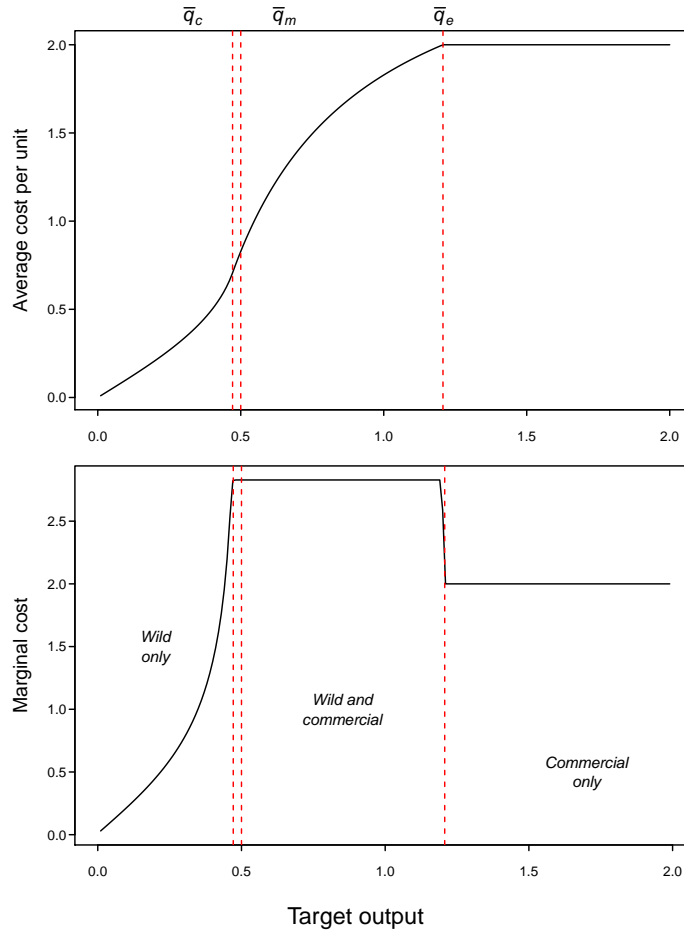 q̅c q̅m q̅e
Average cost per unit
2.0
1.5
1.0
0.5
0.0
0.0 0.5 1.0 1.5 2.0
Marginal cost
2.5
2.0
1.5
1.0
0.5
0.0
Wild
only
Wild and
commercial
Commercial
only
0.0 0.5 1.0 1.5 2.0
Target output